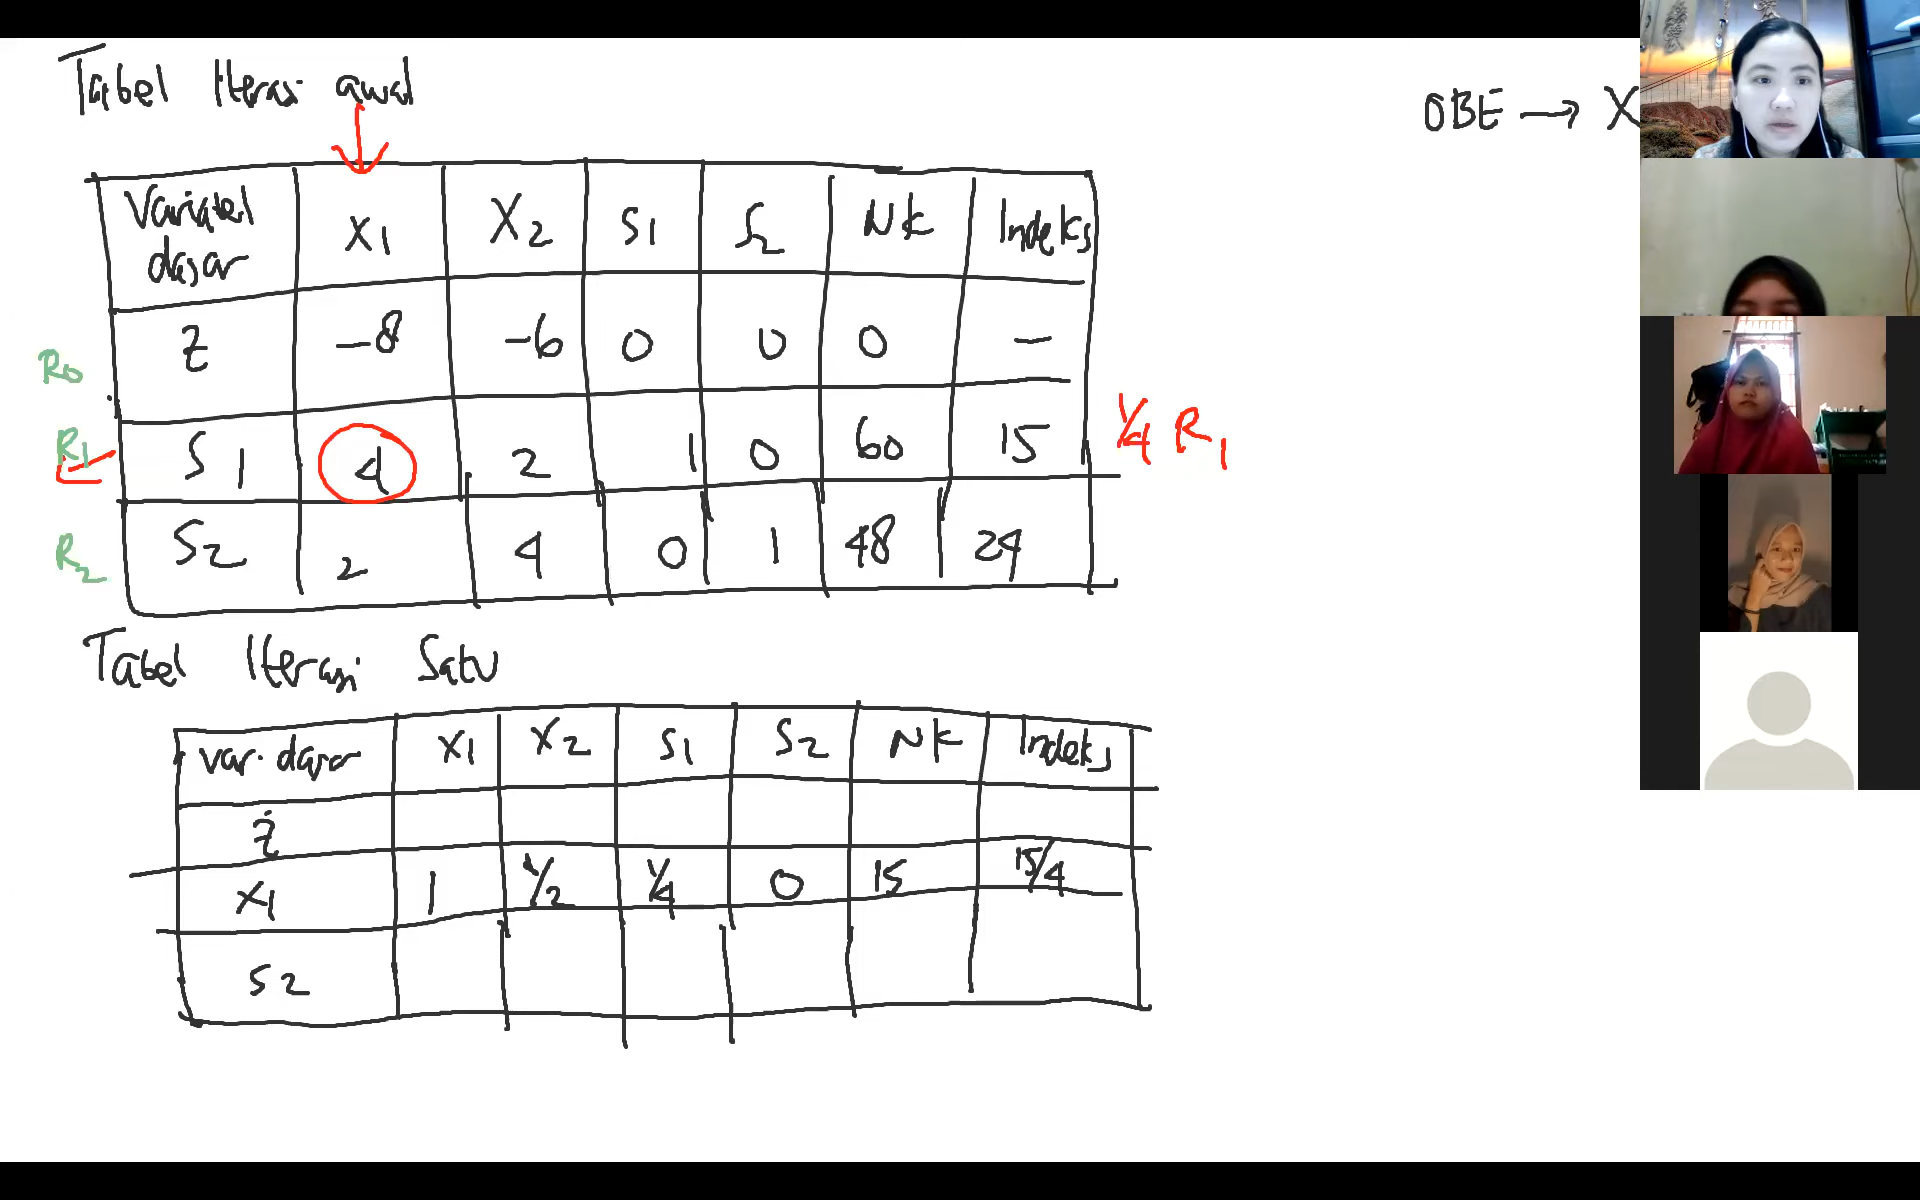 Tabel Iterasi awal
OBE → X
Variabel dasar X1 X2 S1 S2 NK Indeks
R0 Z -8 -6 0 0 0 -
R1 S1 4 2 1 0 60 15 1/4 R1
R2 S2 2 4 0 1 48 24
Tabel Iterasi Satu
var. dasar X1 X2 S1 S2 NK Indeks
Z
X1 1 1/2 1/4 0 15 15/4
S2